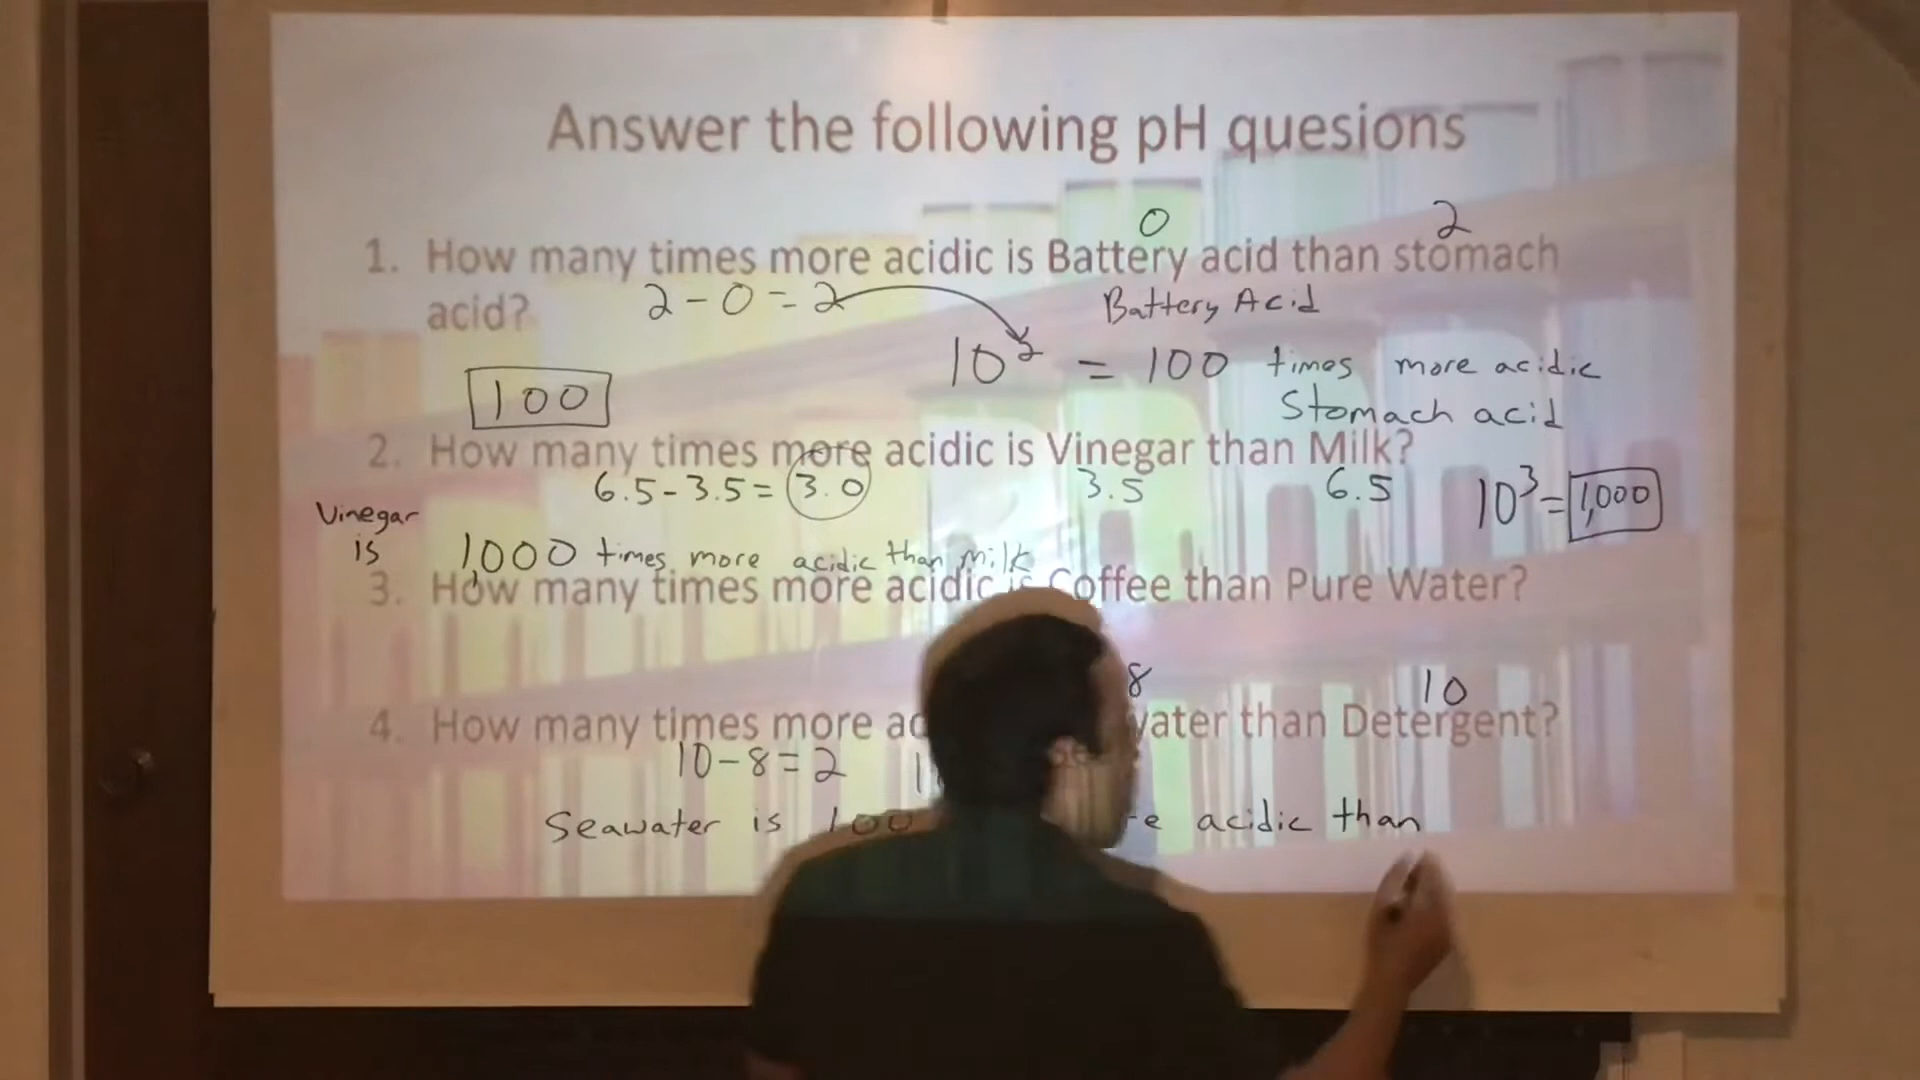 Answer the following pH quesions
0 2
1. How many times more acidic is Battery acid than stomach
acid? 2 - 0 = 2 Battery Acid
10² = 100 times more acidic
100 Stomach acid
2. How many times more acidic is Vinegar than Milk?
6.5 - 3.5 = 3.0 3.5 6.5 10³ = 1,000
Vinegar
is 1,000 times more acidic than milk
3. How many times more acidic is Coffee than Pure Water?
8 10
4. How many times more than Detergent?
10 - 8 = 2
Seawater is 100 acidic than